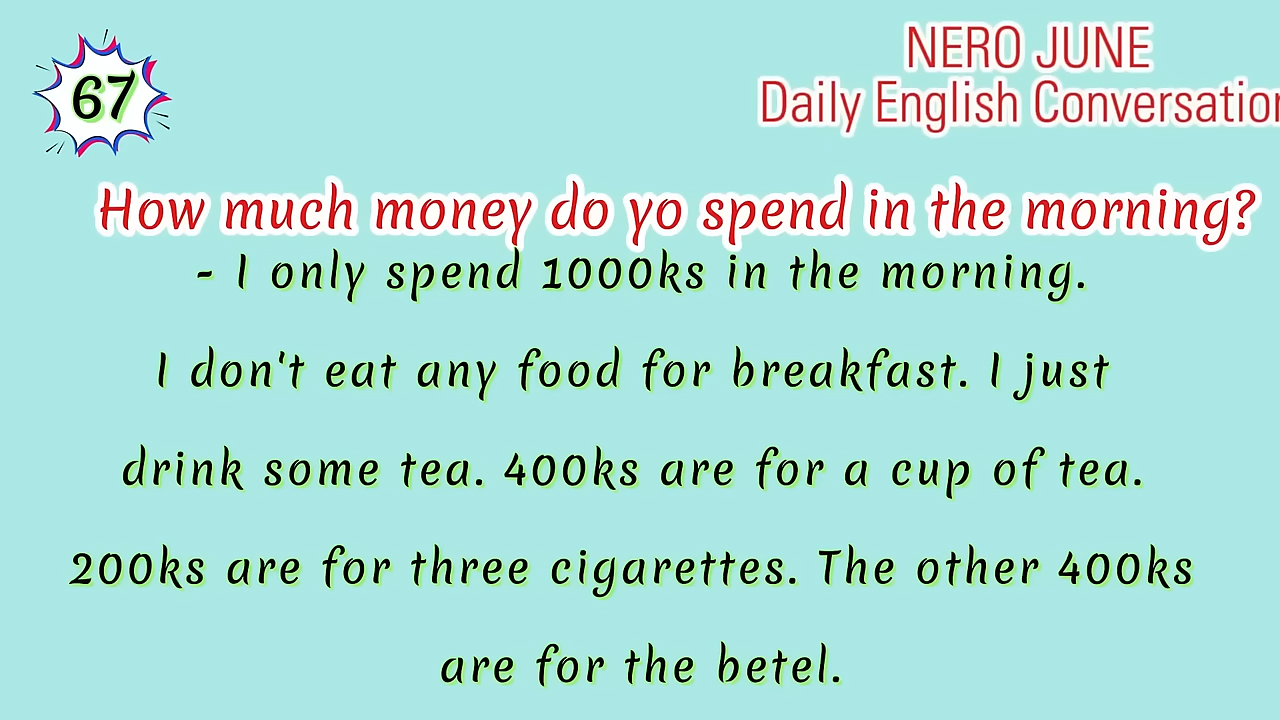 67
NERO JUNE
Daily English Conversation
How much money do yo spend in the morning?
- I only spend 1000ks in the morning.
I don't eat any food for breakfast. I just
drink some tea. 400ks are for a cup of tea.
200ks are for three cigarettes. The other 400ks
are for the betel.